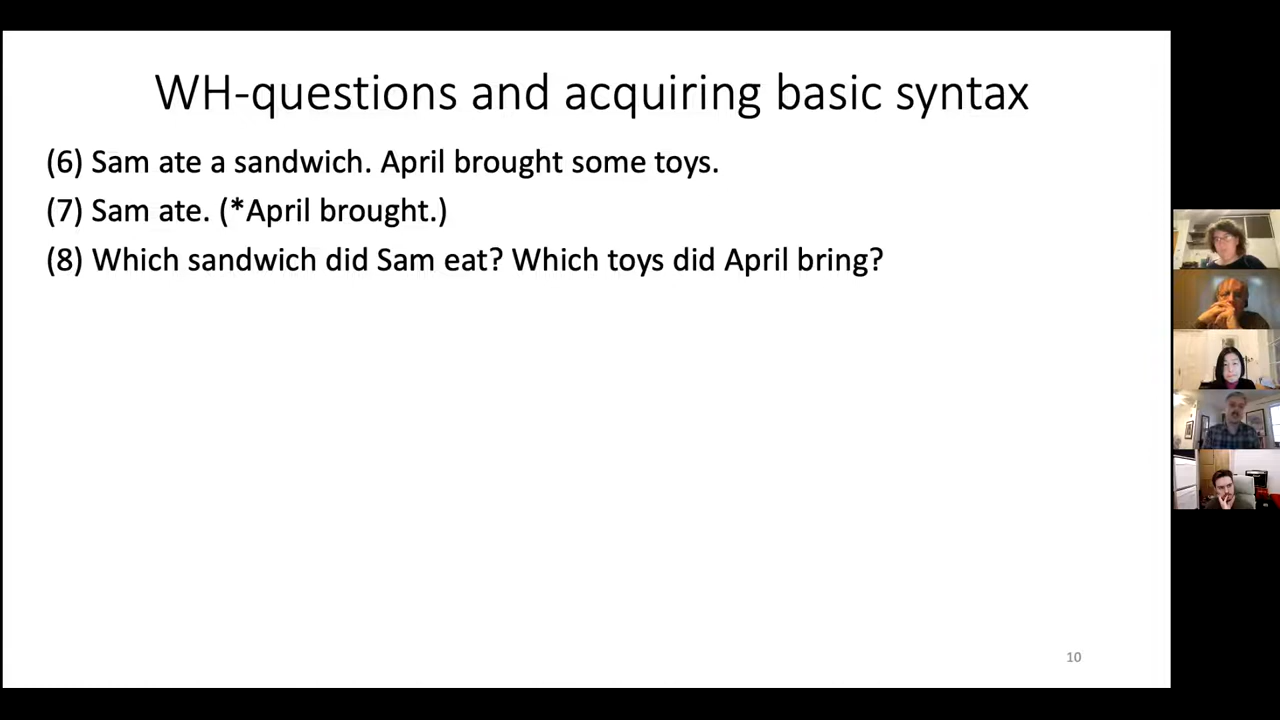 WH-questions and acquiring basic syntax
(6) Sam ate a sandwich. April brought some toys.
(7) Sam ate. (*April brought.)
(8) Which sandwich did Sam eat? Which toys did April bring?
10